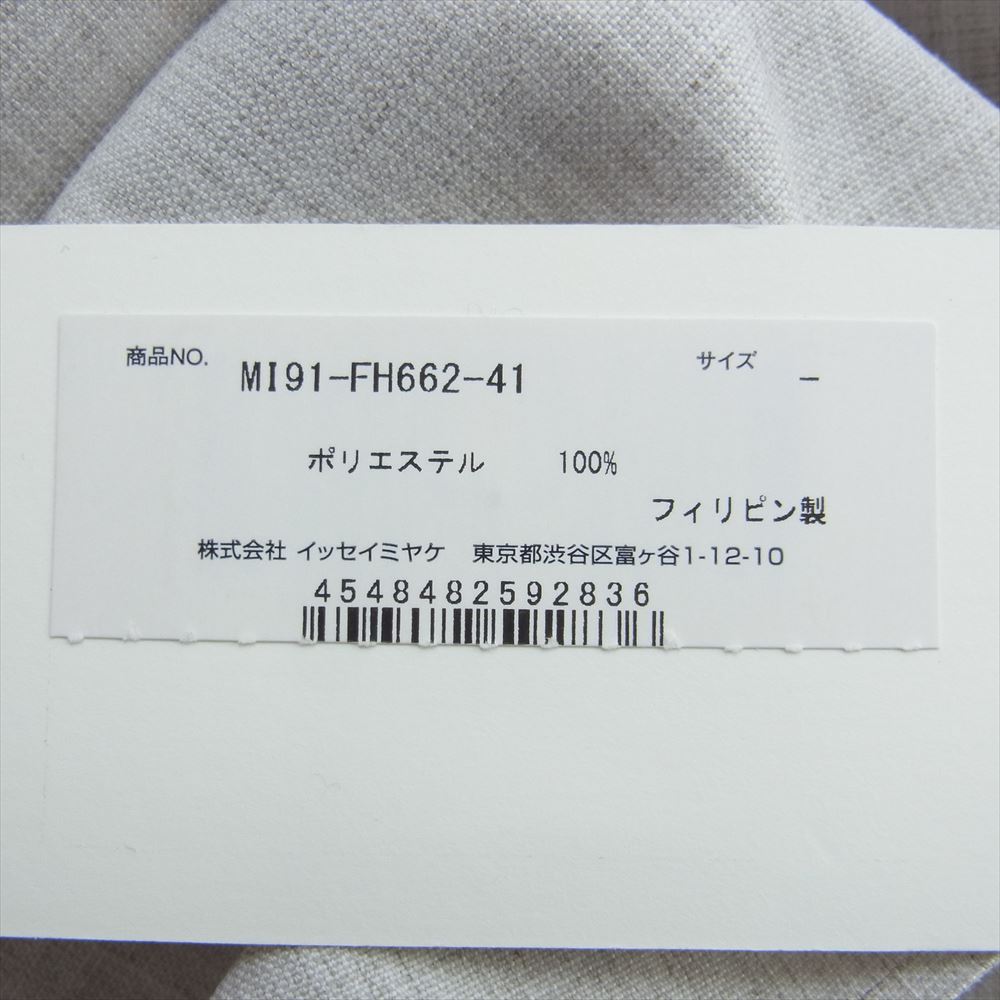 商品NO. MI91-FH662-41 サイズ －
ポリエステル 100%
フィリピン製
株式会社 イッセイミヤケ 東京都渋谷区富ヶ谷1-12-10
4548482592836